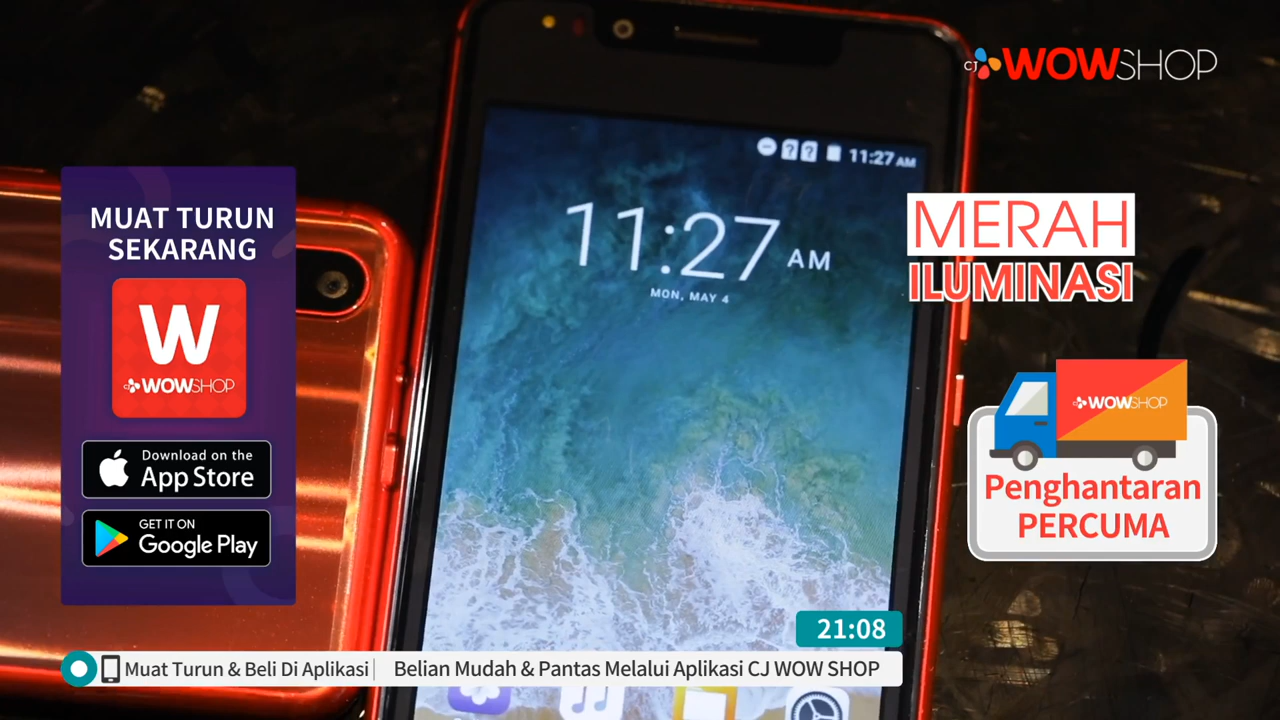 CJ WOWSHOP
11:27 AM
11:27 AM
MON, MAY 4
MUAT TURUN
SEKARANG
W
CJ WOWSHOP
Download on the
App Store
GET IT ON
Google Play
MERAH
ILUMINASI
WOWSHOP
Penghantaran
PERCUMA
21:08
Muat Turun & Beli Di Aplikasi | Belian Mudah & Pantas Melalui Aplikasi CJ WOW SHOP